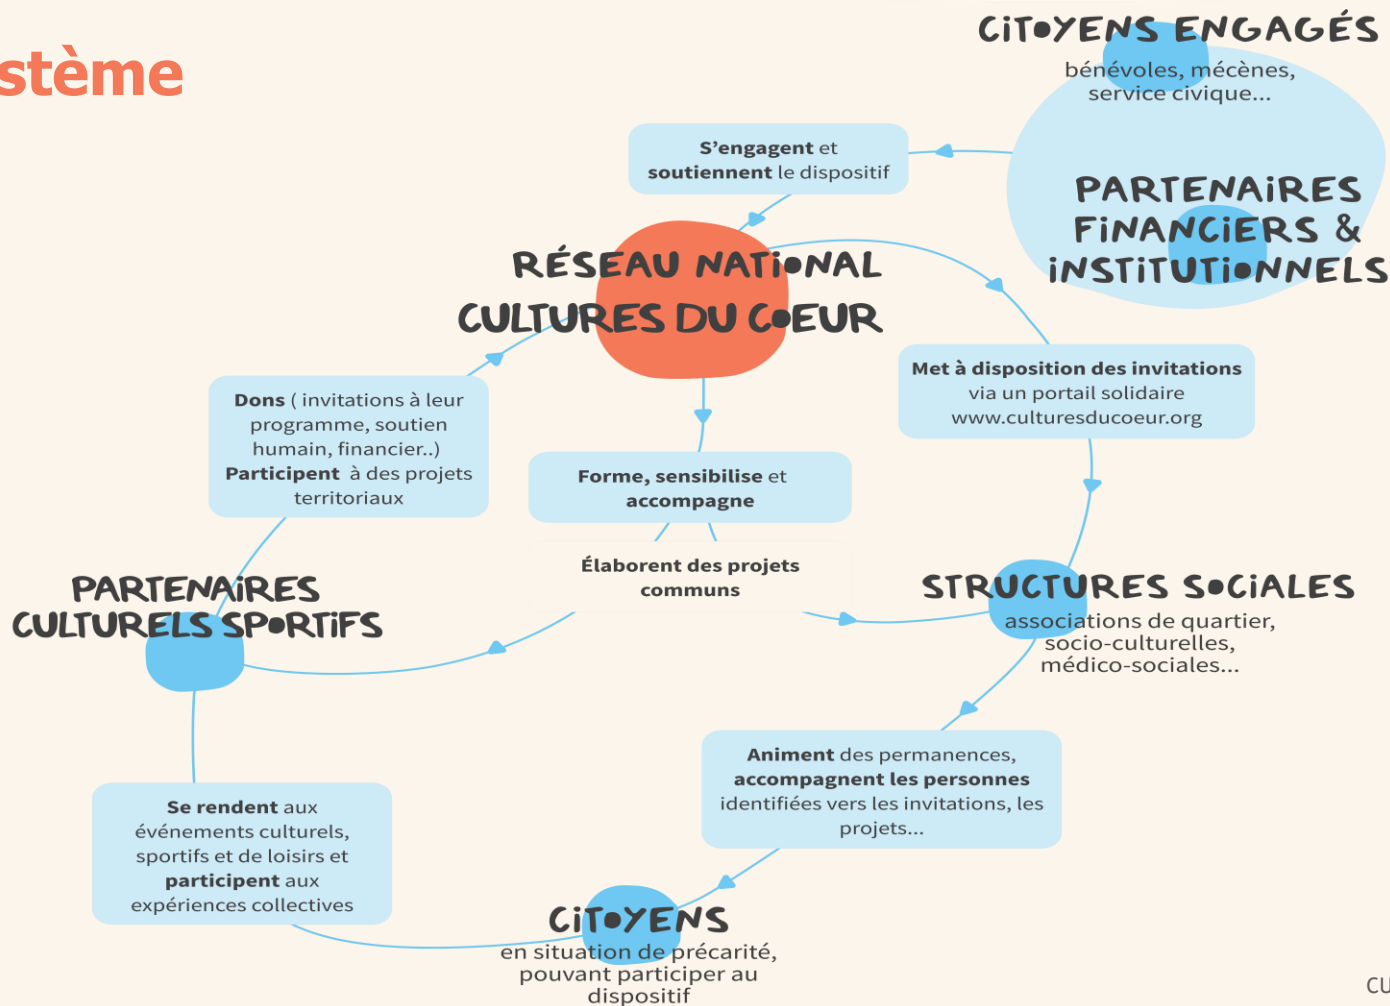 stème
CiToYENS ENGAGÉS
bénévoles, mécènes,
service civique...
S’engagent et
soutiennent le dispositif
PARTENAiRES
FiNANCiERS &
iNSTiTUTioNNELS
RÉSEAU NATioNAL
CULTURES DU CoEUR
Met à disposition des invitations
via un portail solidaire
www.culturesducoeur.org
Dons ( invitations à leur
programme, soutien
humain, financier..)
Participent à des projets
territoriaux
Forme, sensibilise et
accompagne
Élaborent des projets
communs
PARTENAiRES
CULTURELS SPoRTiFS
STRUCTURES SoCiALES
associations de quartier,
socio-culturelles,
médico-sociales...
Animent des permanences,
accompagnent les personnes
identifiées vers les invitations, les
projets...
Se rendent aux
événements culturels,
sportifs et de loisirs et
participent aux
expériences collectives
CiToYENS
en situation de précarité,
pouvant participer au
dispositif
CU